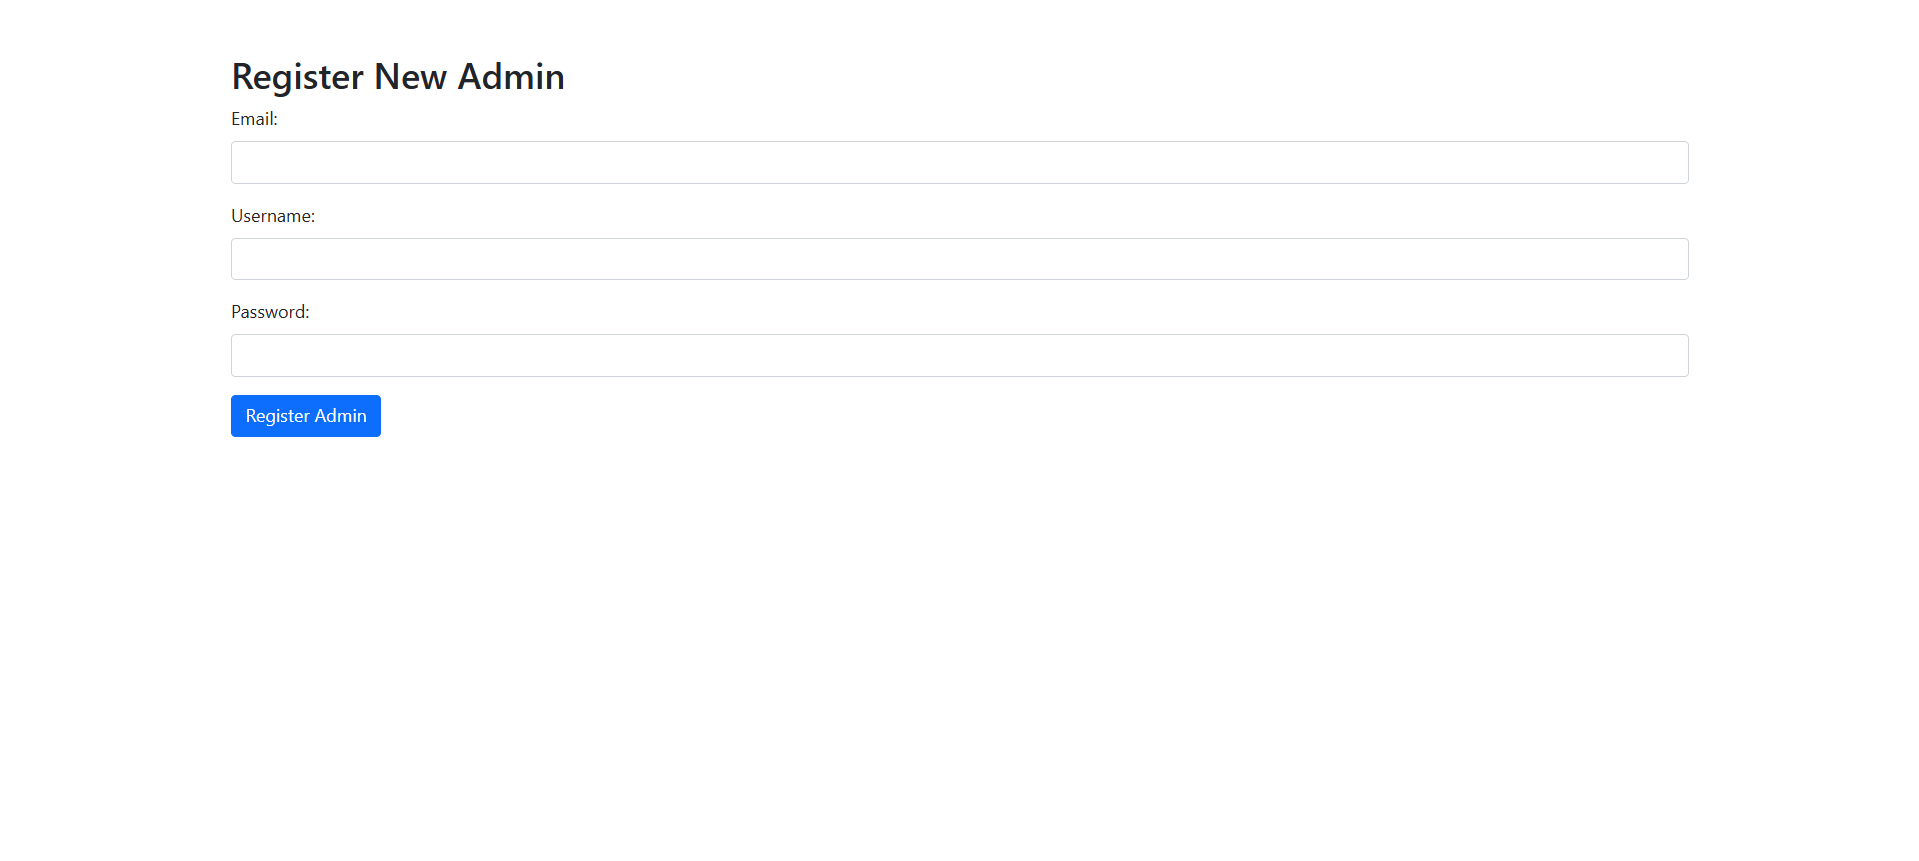 Register New Admin
Email:
Username:
Password:
Register Admin